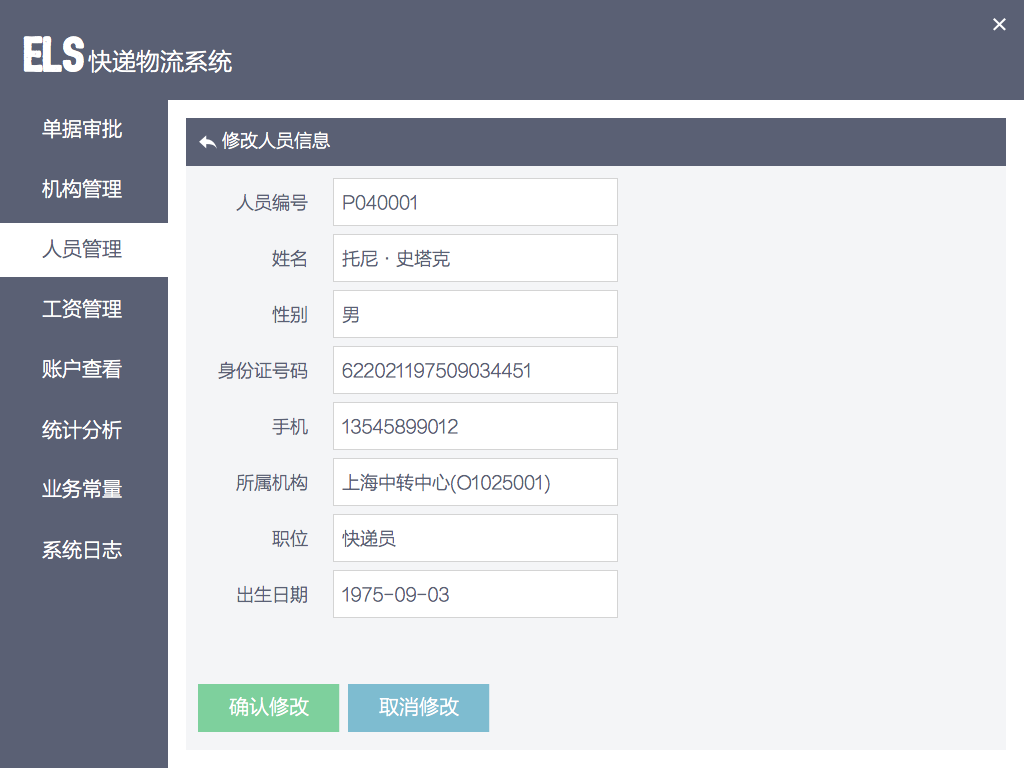 ELS 快递物流系统
单据审批
机构管理
人员管理
工资管理
账户查看
统计分析
业务常量
系统日志
修改人员信息
人员编号 P040001
姓名 托尼·史塔克
性别 男
身份证号码 622021197509034451
手机 13545899012
所属机构 上海中转中心(O1025001)
职位 快递员
出生日期 1975-09-03
确认修改 取消修改